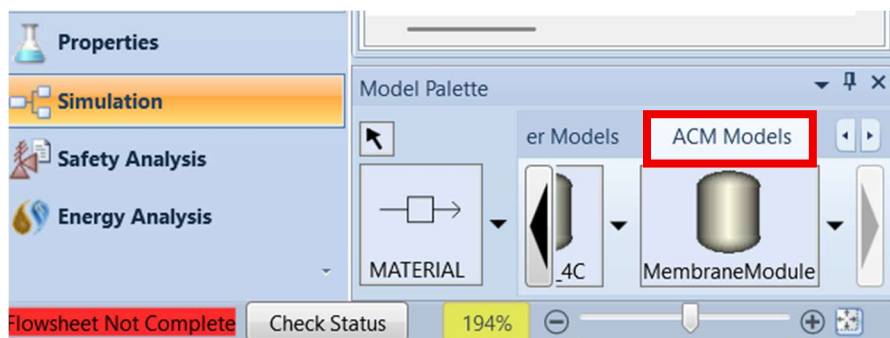 Properties
Simulation
Safety Analysis
Energy Analysis
Model Palette
er Models
ACM Models
MATERIAL
_4C
MembraneModule
Flowsheet Not Complete
Check Status
194%